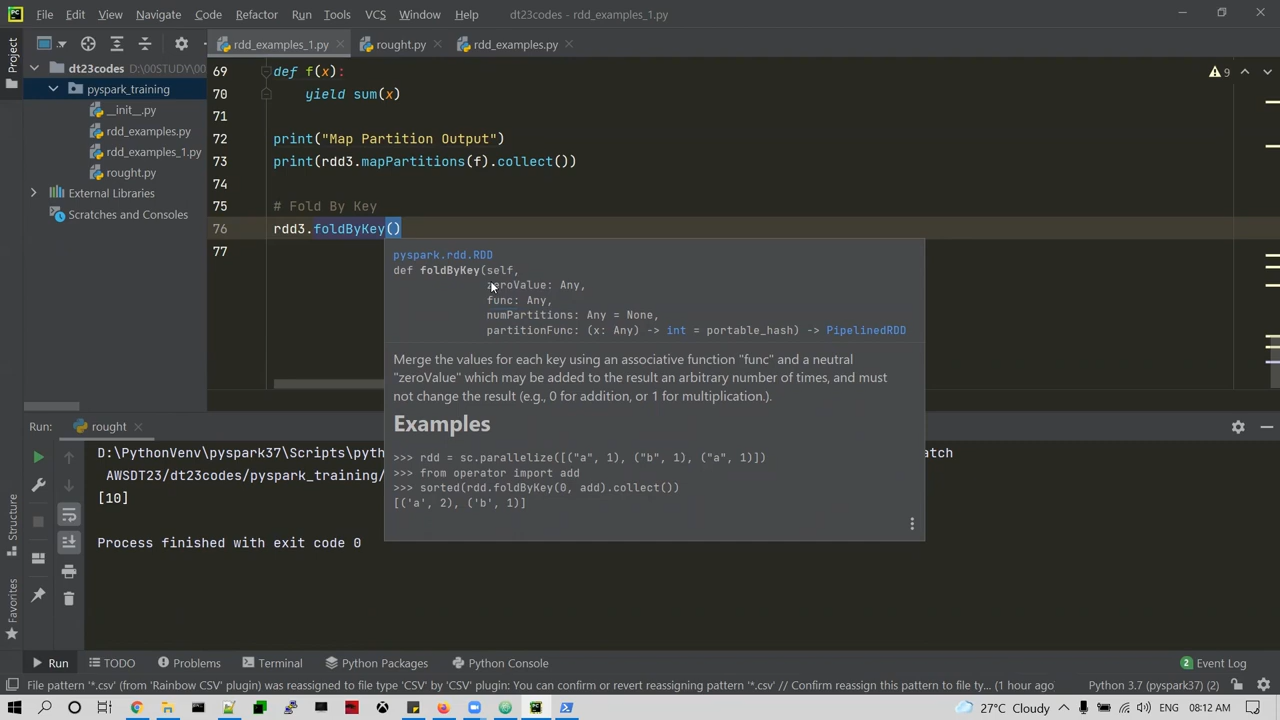 File Edit View Navigate Code Refactor Run Tools VCS Window Help dt23codes - rdd_examples_1.py
rdd_examples_1.py rought.py rdd_examples.py
Project
dt23codes D:\00STUDY\00
pyspark_training
__init__.py
rdd_examples.py
rdd_examples_1.py
rought.py
External Libraries
Scratches and Consoles
69 def f(x):
70 yield sum(x)
71
72 print("Map Partition Output")
73 print(rdd3.mapPartitions(f).collect())
74
75 # Fold By Key
76 rdd3.foldByKey()
77
9
pyspark.rdd.RDD
def foldByKey(self,
zeroValue: Any,
func: Any,
numPartitions: Any = None,
partitionFunc: (x: Any) -> int = portable_hash) -> PipelinedRDD
Merge the values for each key using an associative function "func" and a neutral
"zeroValue" which may be added to the result an arbitrary number of times, and must
not change the result (e.g., 0 for addition, or 1 for multiplication.).
Examples
>>> rdd = sc.parallelize([("a", 1), ("b", 1), ("a", 1)])
>>> from operator import add
>>> sorted(rdd.foldByKey(0, add).collect())
[('a', 2), ('b', 1)]
Run: rought
D:\PythonVenv\pyspark37\Scripts\pyth atch
AWSDT23/dt23codes/pyspark_training/
[10]
Process finished with exit code 0
Structure
Favorites
Run TODO Problems Terminal Python Packages Python Console 2 Event Log
File pattern '*.csv' (from 'Rainbow CSV' plugin) was reassigned to file type 'CSV' by 'CSV' plugin: You can confirm or revert reassigning pattern '*.csv' // Confirm reassign this pattern to file ty... (1 hour ago) Python 3.7 (pyspark37) (2)
27°C Cloudy ENG 08:12 AM